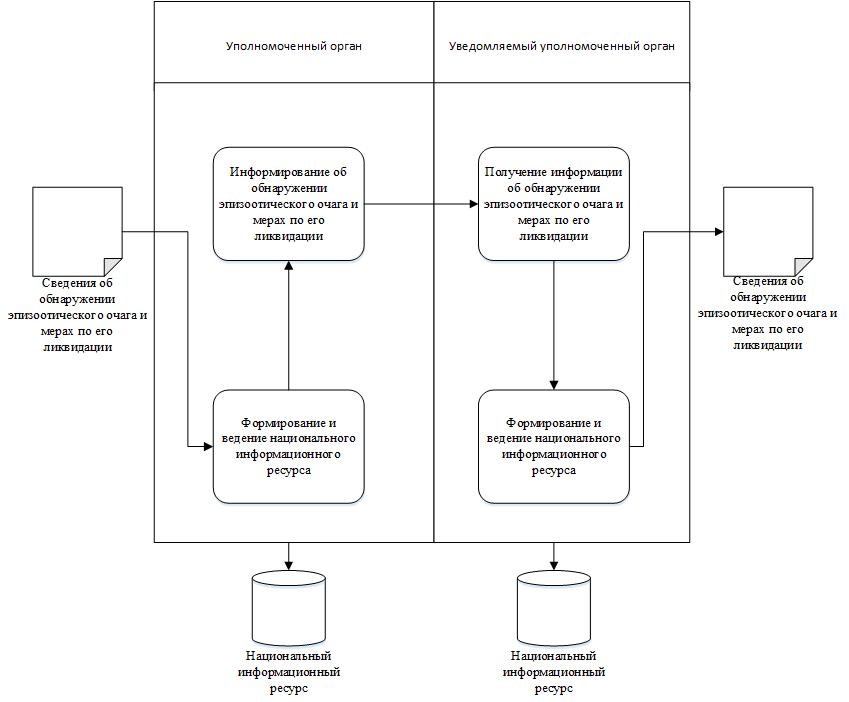 Уполномоченный орган
Уведомляемый уполномоченный орган
Информирование об
обнаружении
эпизоотического очага и
мерах по его
ликвидации
Получение информации
об обнаружении
эпизоотического очага и
мерах по его
ликвидации
Сведения об
обнаружении
эпизоотического очага и
мерах по его
ликвидации
Сведения об
обнаружении
эпизоотического очага и
мерах по его
ликвидации
Формирование и
ведение национального
информационного
ресурса
Формирование и
ведение национального
информационного
ресурса
Национальный
информационный
ресурс
Национальный
информационный
ресурс